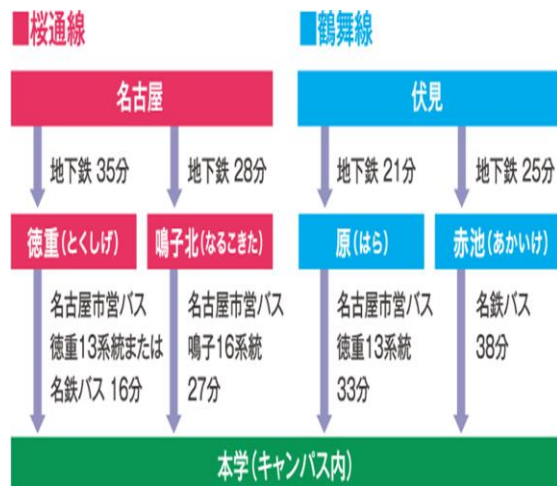 ■桜通線
■鶴舞線
名古屋
伏見
地下鉄 35分
地下鉄 28分
地下鉄 21分
地下鉄 25分
徳重(とくしげ)
鳴子北(なるこきた)
原(はら)
赤池(あかいけ)
名古屋市営バス
徳重13系統または
名鉄バス 16分
名古屋市営バス
鳴子16系統
27分
名古屋市営バス
徳重13系統
33分
名鉄バス
38分
本学(キャンパス内)